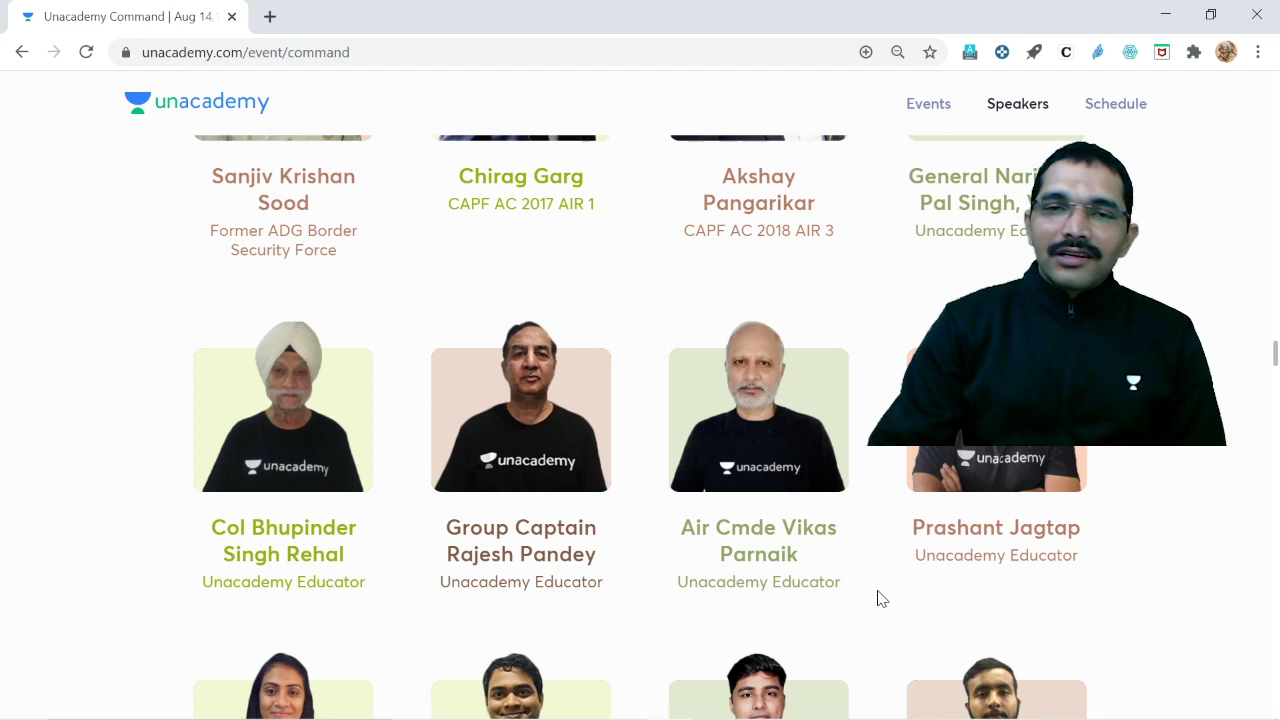 Unacademy Command | Aug 14,
unacademy.com/event/command
unacademy
Events
Speakers
Schedule
Sanjiv Krishan
Sood
Former ADG Border
Security Force
Chirag Garg
CAPF AC 2017 AIR 1
Akshay
Pangarikar
CAPF AC 2018 AIR 3
General Nari
Pal Singh,
Unacademy Ed
unacademy
unacademy
unacademy
unacademy
Col Bhupinder
Singh Rehal
Unacademy Educator
Group Captain
Rajesh Pandey
Unacademy Educator
Air Cmde Vikas
Parnaik
Unacademy Educator
Prashant Jagtap
Unacademy Educator